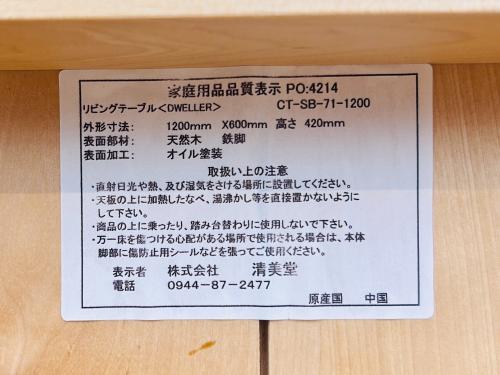 家庭用品品質表示 PO:4214
リビングテーブル＜DWELLER＞ CT-SB-71-1200
外形寸法： 1200mm X600mm 高さ 420mm
表面部材： 天然木 鉄脚
表面加工： オイル塗装
取扱い上の注意
・直射日光や熱、及び湿気をさける場所に設置してください。
・天板の上に加熱したなべ、湯沸かし等を直接置かないように
して下さい。
・商品の上に乗ったり、踏み台替わりに使用しないで下さい。
・万一床を傷つける心配がある場所で使用される場合は、本体
脚部に傷防止用シールなどを張ってご使用ください。
表示者 株式会社 清美堂
電話 0944-87-2477
原産国 中国